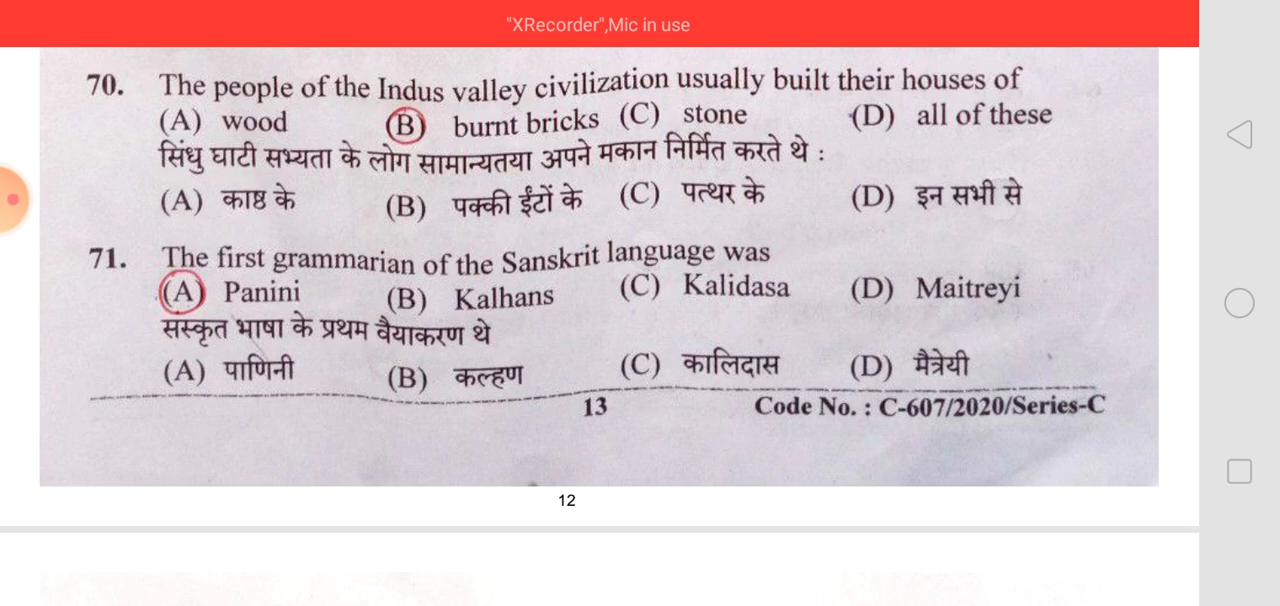 "XRecorder",Mic in use
70. The people of the Indus valley civilization usually built their houses of
(A) wood (B) burnt bricks (C) stone (D) all of these
सिंधु घाटी सभ्यता के लोग सामान्यतया अपने मकान निर्मित करते थे :
(A) काष्ठ के (B) पक्की ईंटों के (C) पत्थर के (D) इन सभी से
71. The first grammarian of the Sanskrit language was
(A) Panini (B) Kalhans (C) Kalidasa (D) Maitreyi
संस्कृत भाषा के प्रथम वैयाकरण थे
(A) पाणिनी (B) कल्हण (C) कालिदास (D) मैत्रेयी
13 Code No. : C-607/2020/Series-C
12